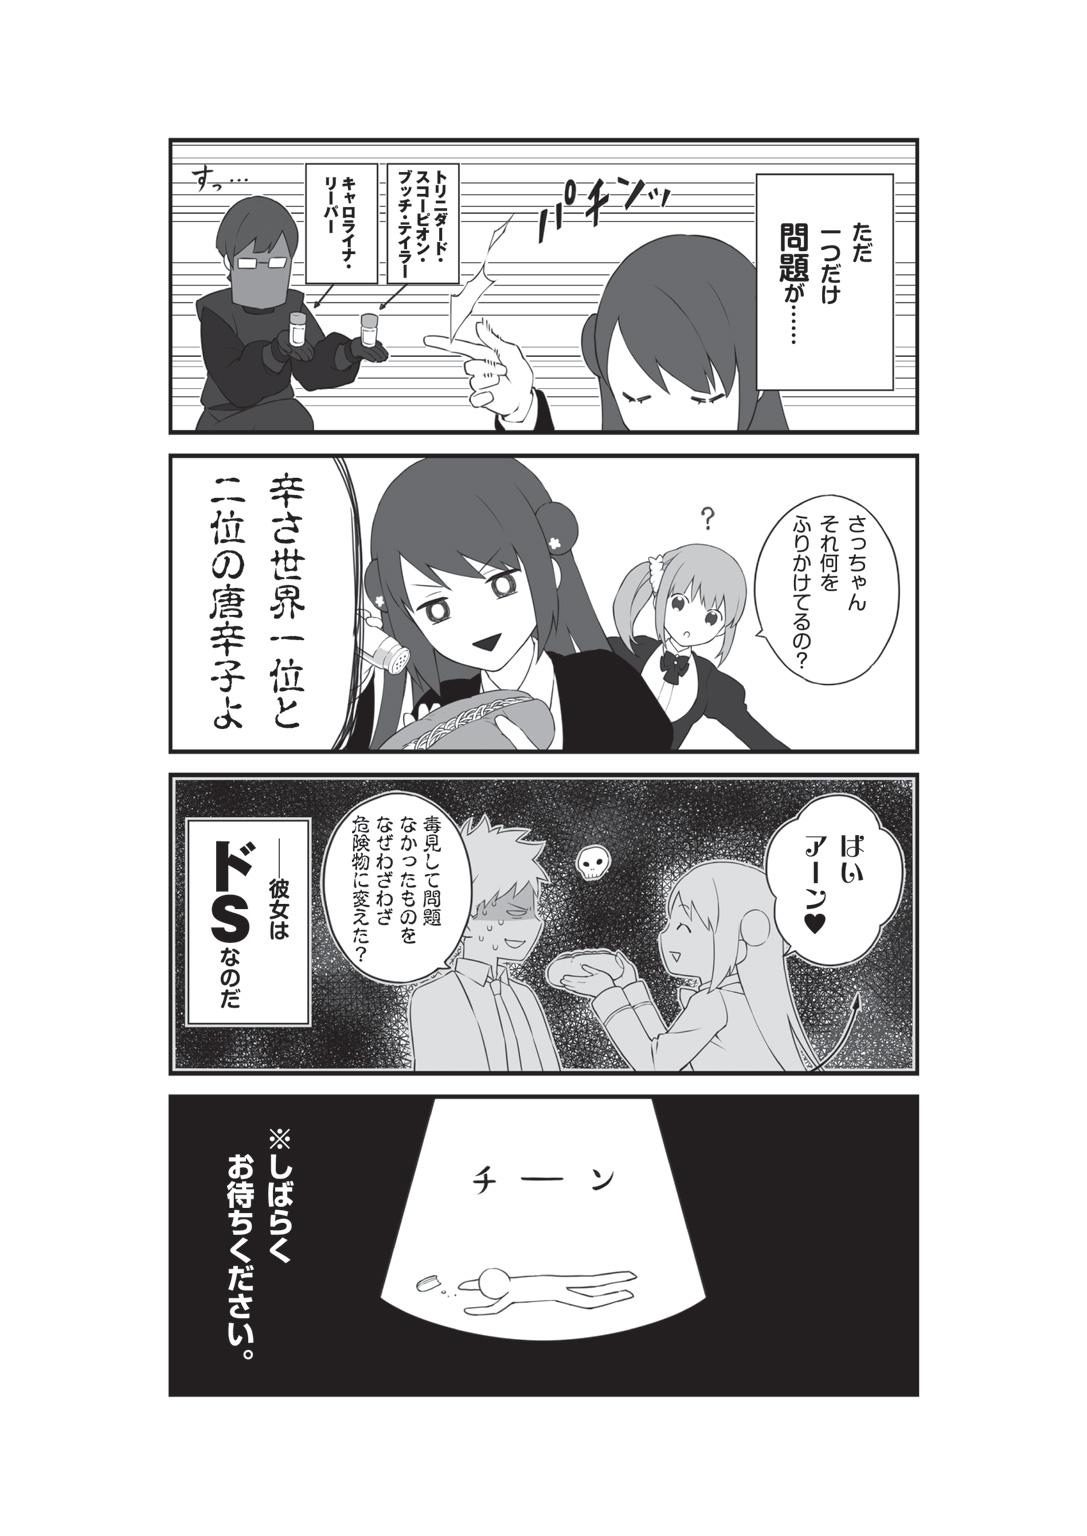 ただ
一つだけ
問題が……
パチンッ
トリニダード・
スコーピオン・
ブッチ・テイラー
キャロライナ・
リーパー
すっ…
さっちゃん
それ何を
ふりかけてるの？
？
辛さ世界一位と
二位の唐辛子よ
はい
アーン♥
毒見して問題
なかったものを
なぜわざわざ
危険物に変えた？
──彼女は
ドSなのだ
チーン
※しばらく
お待ちください。